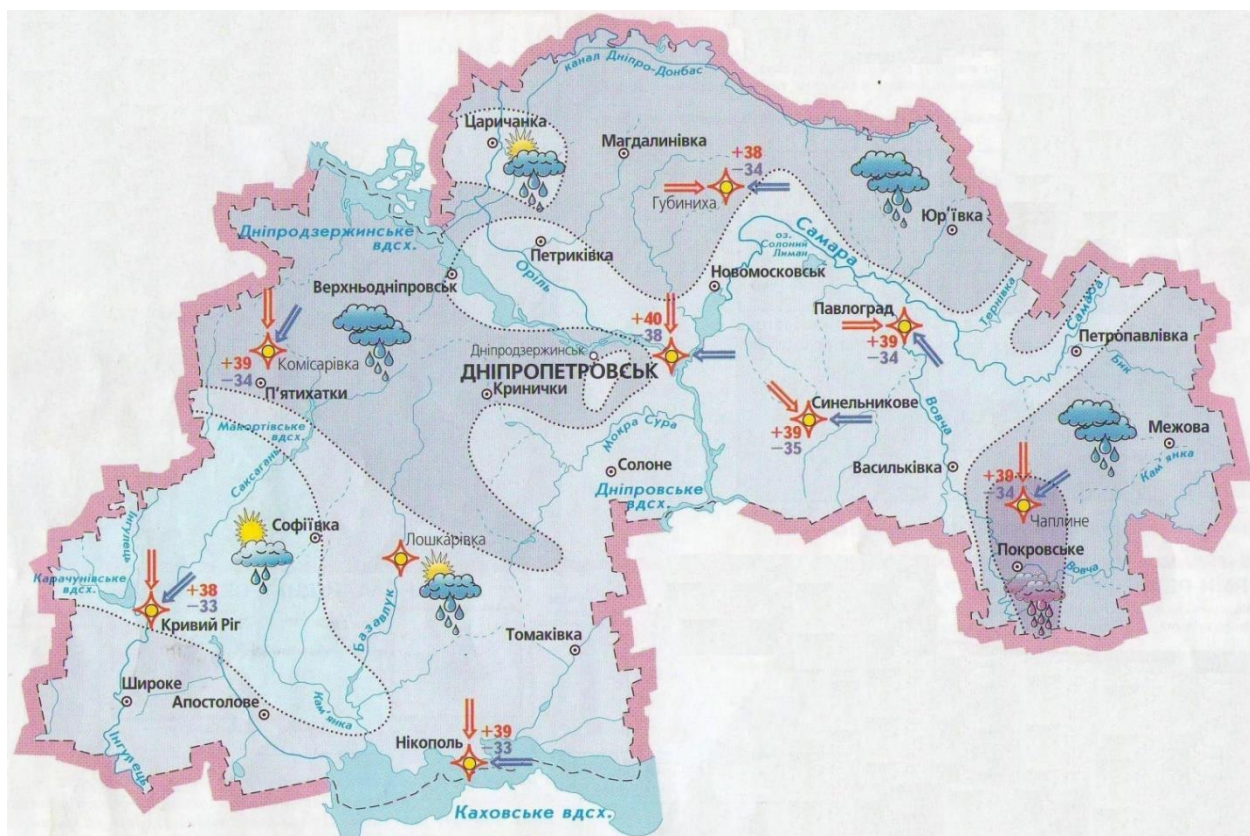 канал Дніпро-Донбас
Царичанка
Магдалинівка
+38
−34
Губиниха
Юр'ївка
Дніпродзержинське
вдсх.
Петриківка
оз.
Солоний
Лиман
Самара
Оріль
Новомосковськ
Верхньодніпровськ
Тернівка
Самара
Павлоград
+39
−34
Петропавлівка
+40
38
Дніпродзержинськ
ДНІПРОПЕТРОВСЬК
Кринички
+39
−34
Комісарівка
П'ятихатки
Бик
Синельникове
+39
−35
Вовча
Межова
Кам'янка
Макортівське
вдсх.
Мокра Сура
Солоне
Васильківка
Дніпровське
вдсх.
Саксагань
+39
−34
Чаплине
Інгулець
Софіївка
Лошкарівка
Покровське
Вовча
Карачунівське
вдсх.
+38
−33
Кривий Ріг
Базавлук
Томаківка
Широке
Апостолове
Кам'янка
Інгулець
Нікополь
+39
−33
Каховське вдсх.